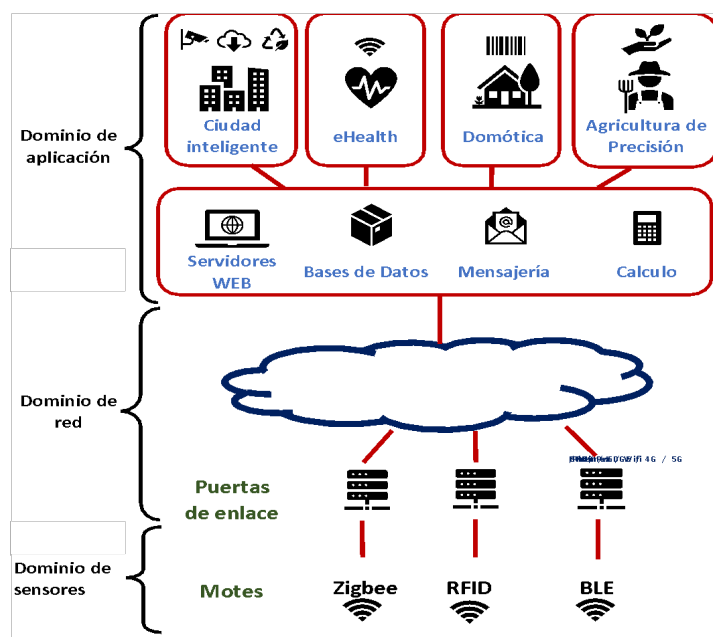 Ciudad
inteligente
eHealth
Domótica
Agricultura de
Precisión
Dominio de
aplicación
Servidores
WEB
Bases de Datos
Mensajería
Calculo
Dominio de
red
4G / 5G
Puertas
de enlace
Dominio de
sensores
Motes
Zigbee
RFID
BLE